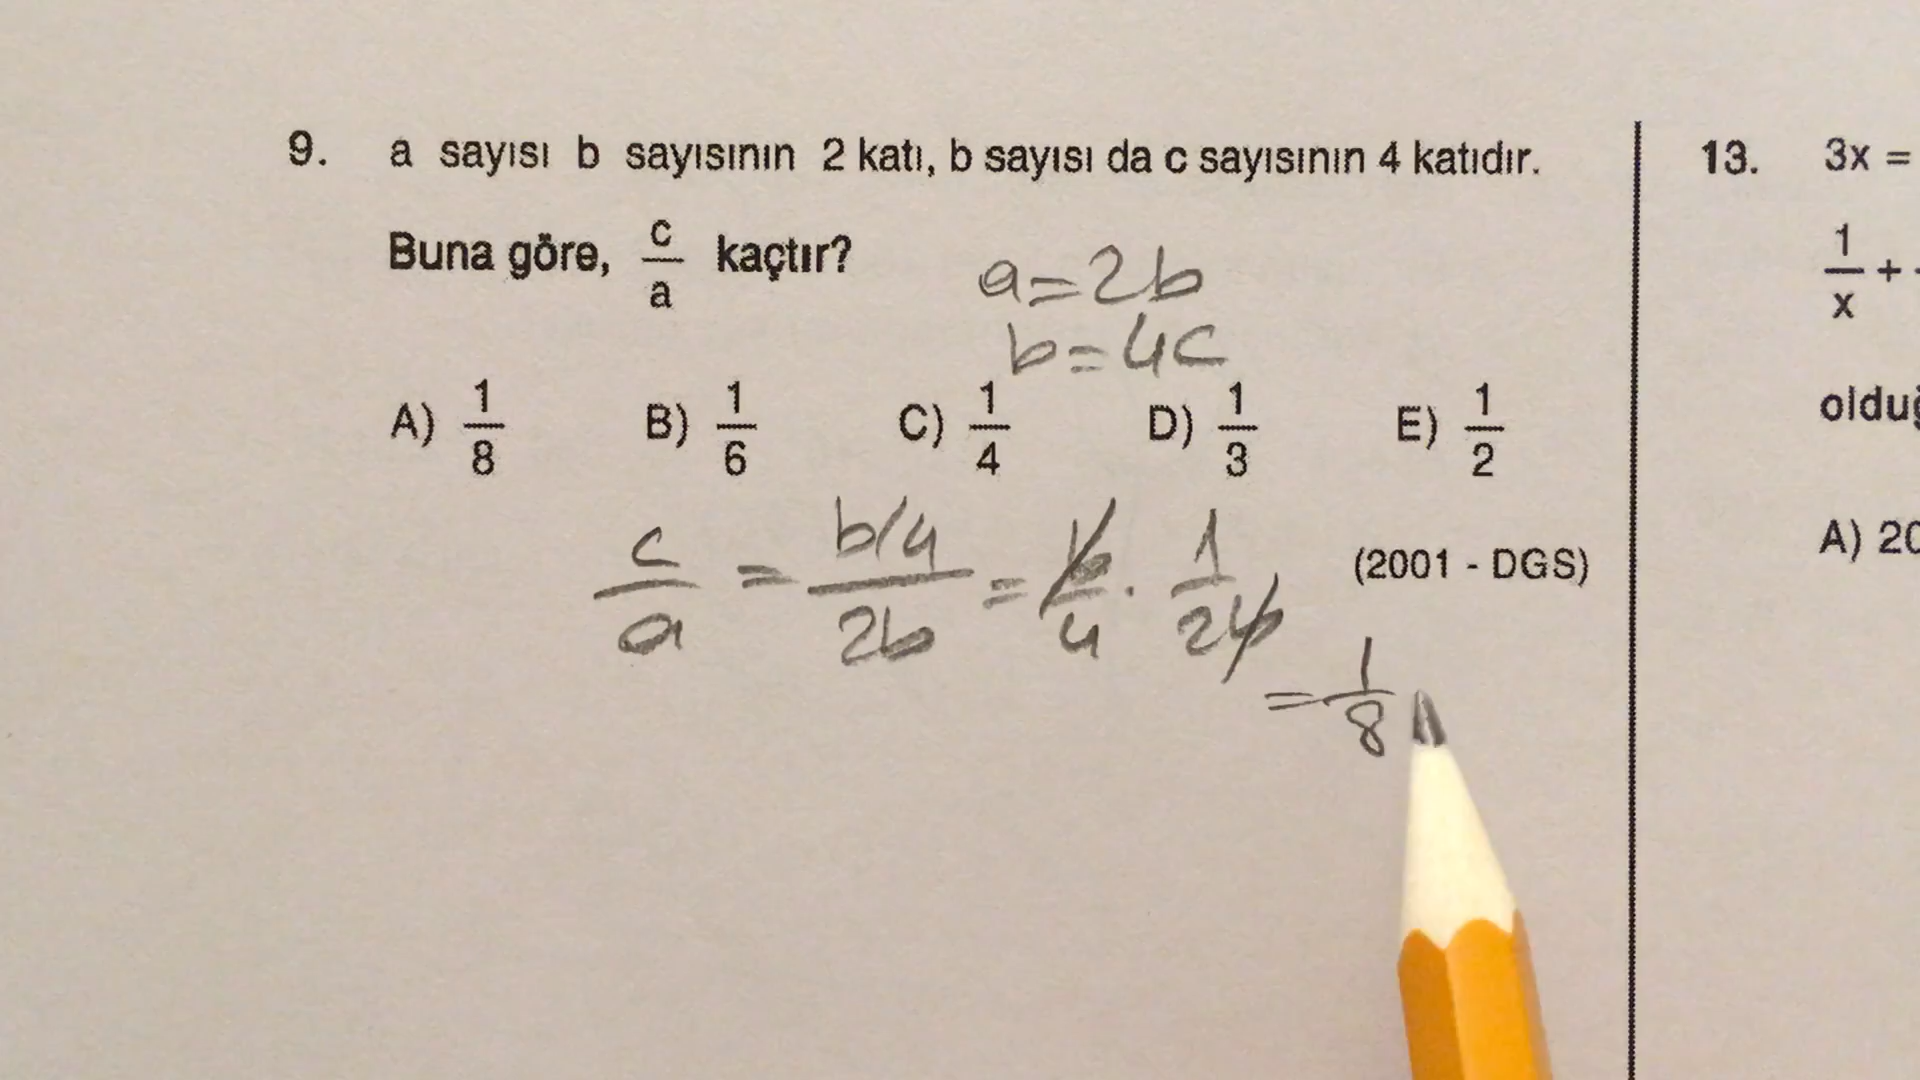 9. a sayısı b sayısının 2 katı, b sayısı da c sayısının 4 katıdır.
Buna göre, c/a kaçtır?
a=2b
b=4c
A) 1/8 B) 1/6 C) 1/4 D) 1/3 E) 1/2
c/a = (b/4)/(2b) = b/4 · 1/(2b)
= 1/8
(2001 - DGS)
13. 3x =
1/x +
A) 20